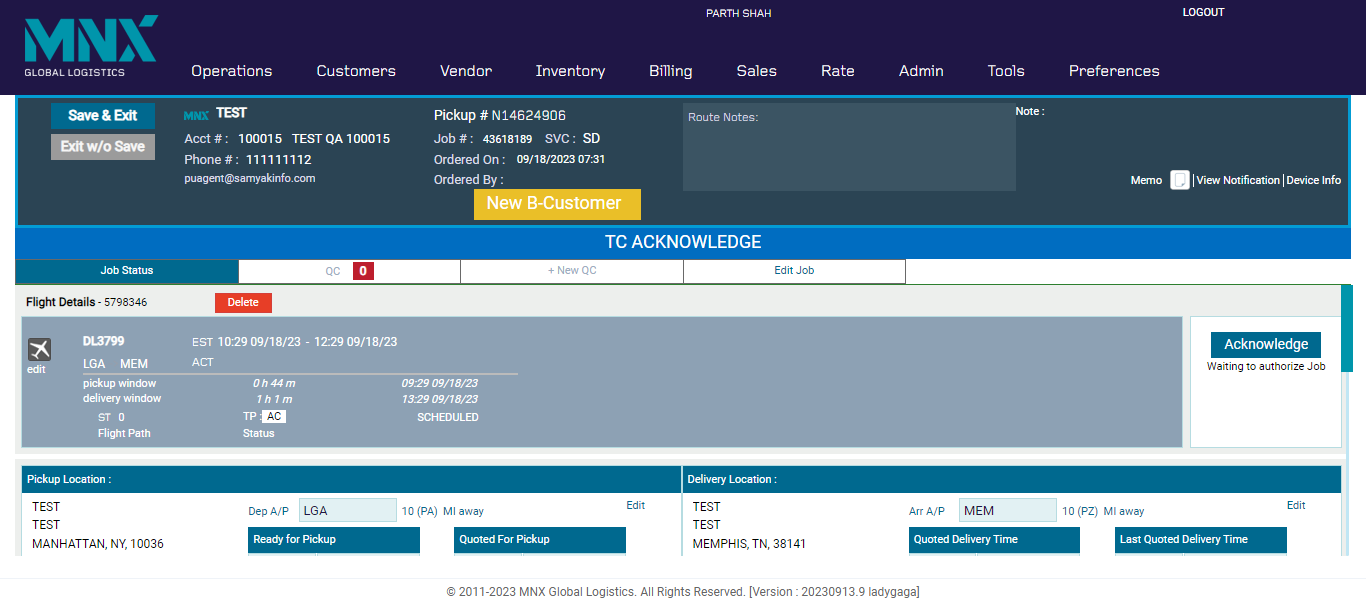 PARTH SHAH LOGOUT
MNX
GLOBAL LOGISTICS
Operations Customers Vendor Inventory Billing Sales Rate Admin Tools Preferences
Save & Exit
Exit w/o Save
MNX TEST
Acct # : 100015 TEST QA 100015
Phone # : 111111112
puagent@samyakinfo.com
Pickup # N14624906
Job # : 43618189 SVC : SD
Ordered On : 09/18/2023 07:31
Ordered By :
New B-Customer
Route Notes:
Note :
Memo | View Notification | Device Info
TC ACKNOWLEDGE
Job Status QC 0 + New QC Edit Job
Flight Details - 5798346 Delete
edit
DL3799 EST 10:29 09/18/23 - 12:29 09/18/23
LGA MEM ACT
pickup window 0 h 44 m 09:29 09/18/23
delivery window 1 h 1 m 13:29 09/18/23
ST 0 TP : AC SCHEDULED
Flight Path Status
Acknowledge
Waiting to authorize Job
Pickup Location :
TEST
TEST
MANHATTAN, NY, 10036
Dep A/P LGA 10 (PA) MI away Edit
Ready for Pickup Quoted For Pickup
Delivery Location :
TEST
TEST
MEMPHIS, TN, 38141
Arr A/P MEM 10 (PZ) MI away Edit
Quoted Delivery Time Last Quoted Delivery Time
© 2011-2023 MNX Global Logistics. All Rights Reserved. [Version : 20230913.9 ladygaga]